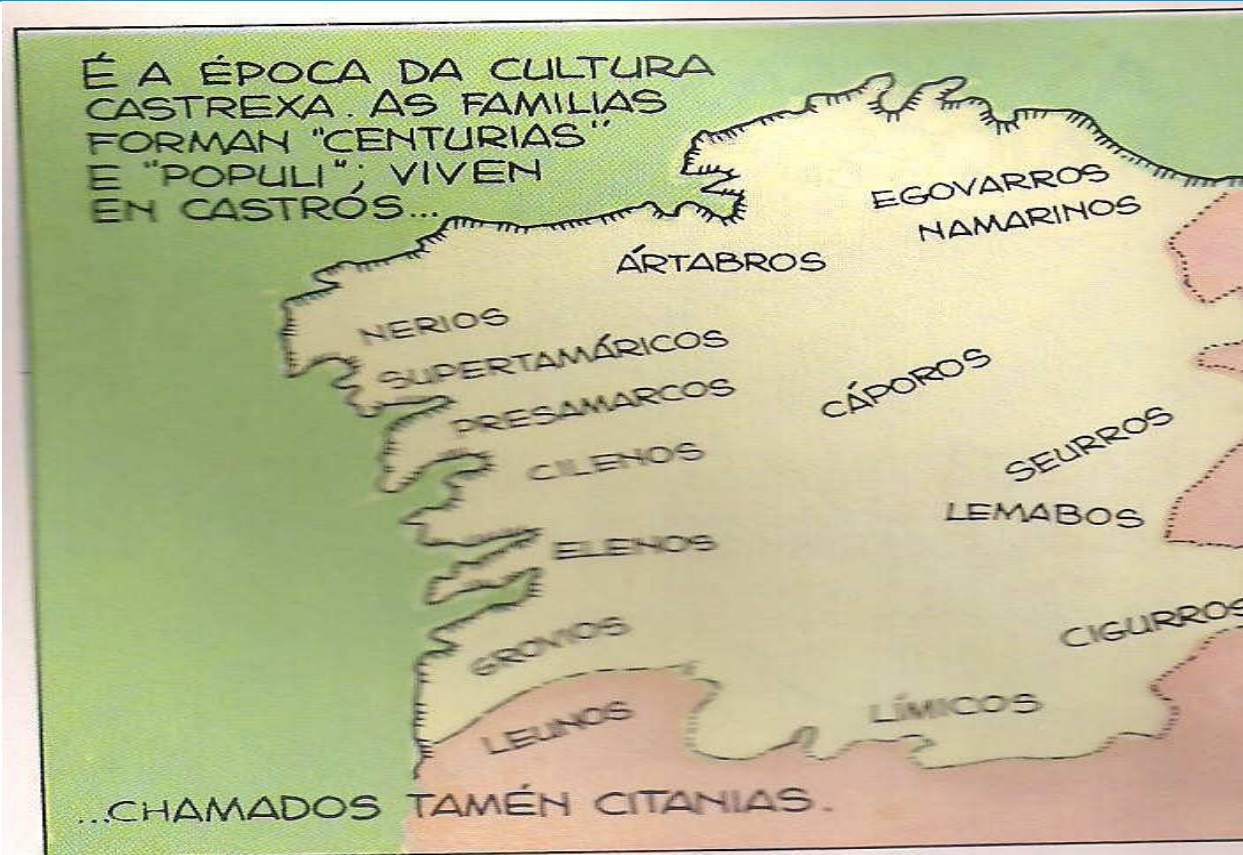 É A ÉPOCA DA CULTURA
CASTREXA. AS FAMILIAS
FORMAN "CENTURIAS"
E "POPULI"; VIVEN
EN CASTRÓS...
EGOVARROS
NAMARINOS
ÁRTABROS
NERIOS
SUPERTAMÁRICOS
PRESAMARCOS
CÁPOROS
CILENOS
SEURROS
LEMABOS
ELENOS
CIGURROS
GROVIOS
LÍMICOS
LEUNOS
...CHAMADOS TAMÉN CITANIAS.